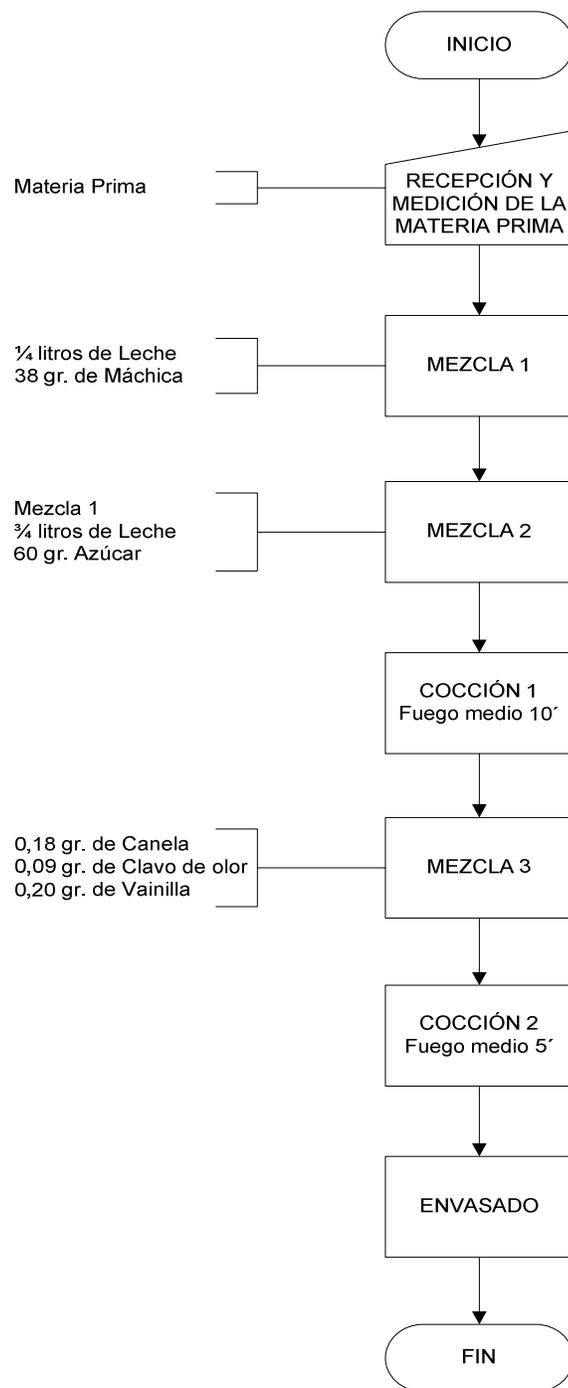 INICIO
Materia Prima
RECEPCIÓN Y
MEDICIÓN DE LA
MATERIA PRIMA
¼ litros de Leche
38 gr. de Máchica
MEZCLA 1
Mezcla 1
¾ litros de Leche
60 gr. Azúcar
MEZCLA 2
COCCIÓN 1
Fuego medio 10´
0,18 gr. de Canela
0,09 gr. de Clavo de olor
0,20 gr. de Vainilla
MEZCLA 3
COCCIÓN 2
Fuego medio 5´
ENVASADO
FIN